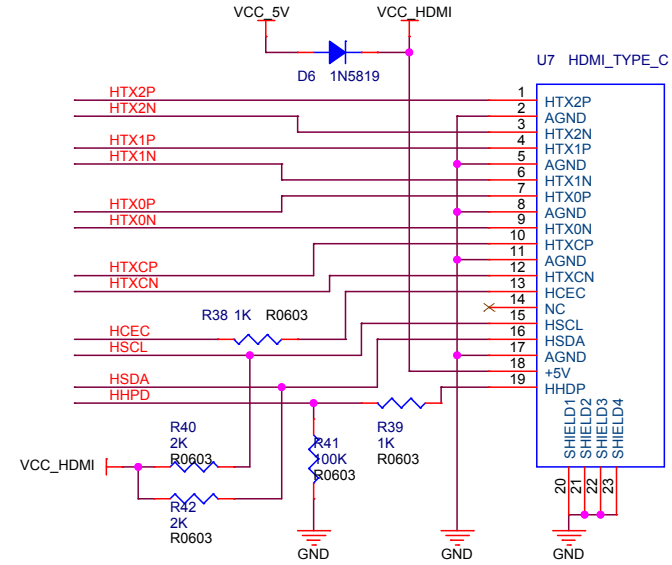 VCC_5V
VCC_HDMI
D6 1N5819
U7 HDMI_TYPE_C
HTX2P
HTX2N
HTX1P
HTX1N
HTX0P
HTX0N
HTXCP
HTXCN
HCEC
HSCL
HSDA
HHPD
1 HTX2P
2 AGND
3 HTX2N
4 HTX1P
5 AGND
6 HTX1N
7 HTX0P
8 AGND
9 HTX0N
10 HTXCP
11 AGND
12 HTXCN
13 HCEC
14 NC
15 HSCL
16 HSDA
17 AGND
18 +5V
19 HHDP
R38 1K R0603
R40
2K
R0603
R41
100K
R0603
R39
1K
R0603
VCC_HDMI
R42
2K
R0603
SHIELD1
SHIELD2
SHIELD3
SHIELD4
20
21
22
23
GND
GND
GND